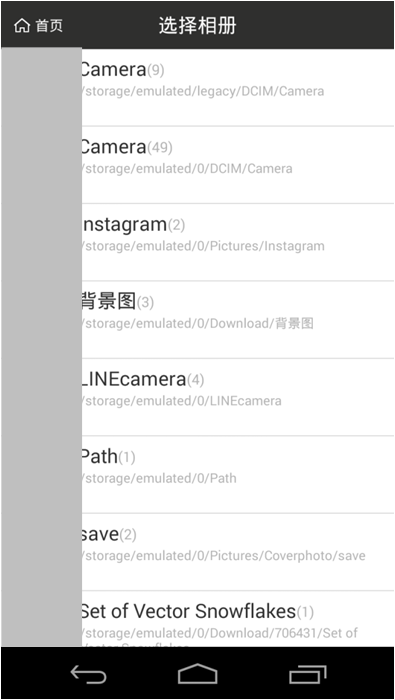 首页
选择相册
Camera(9)
/storage/emulated/legacy/DCIM/Camera
Camera(49)
/storage/emulated/0/DCIM/Camera
Instagram(2)
/storage/emulated/0/Pictures/Instagram
背景图(3)
/storage/emulated/0/Download/背景图
LINEcamera(4)
/storage/emulated/0/LINEcamera
Path(1)
/storage/emulated/0/Path
save(2)
/storage/emulated/0/Pictures/Coverphoto/save
Set of Vector Snowflakes(1)
/storage/emulated/0/Download/706431/Set of
Vector Snowflakes